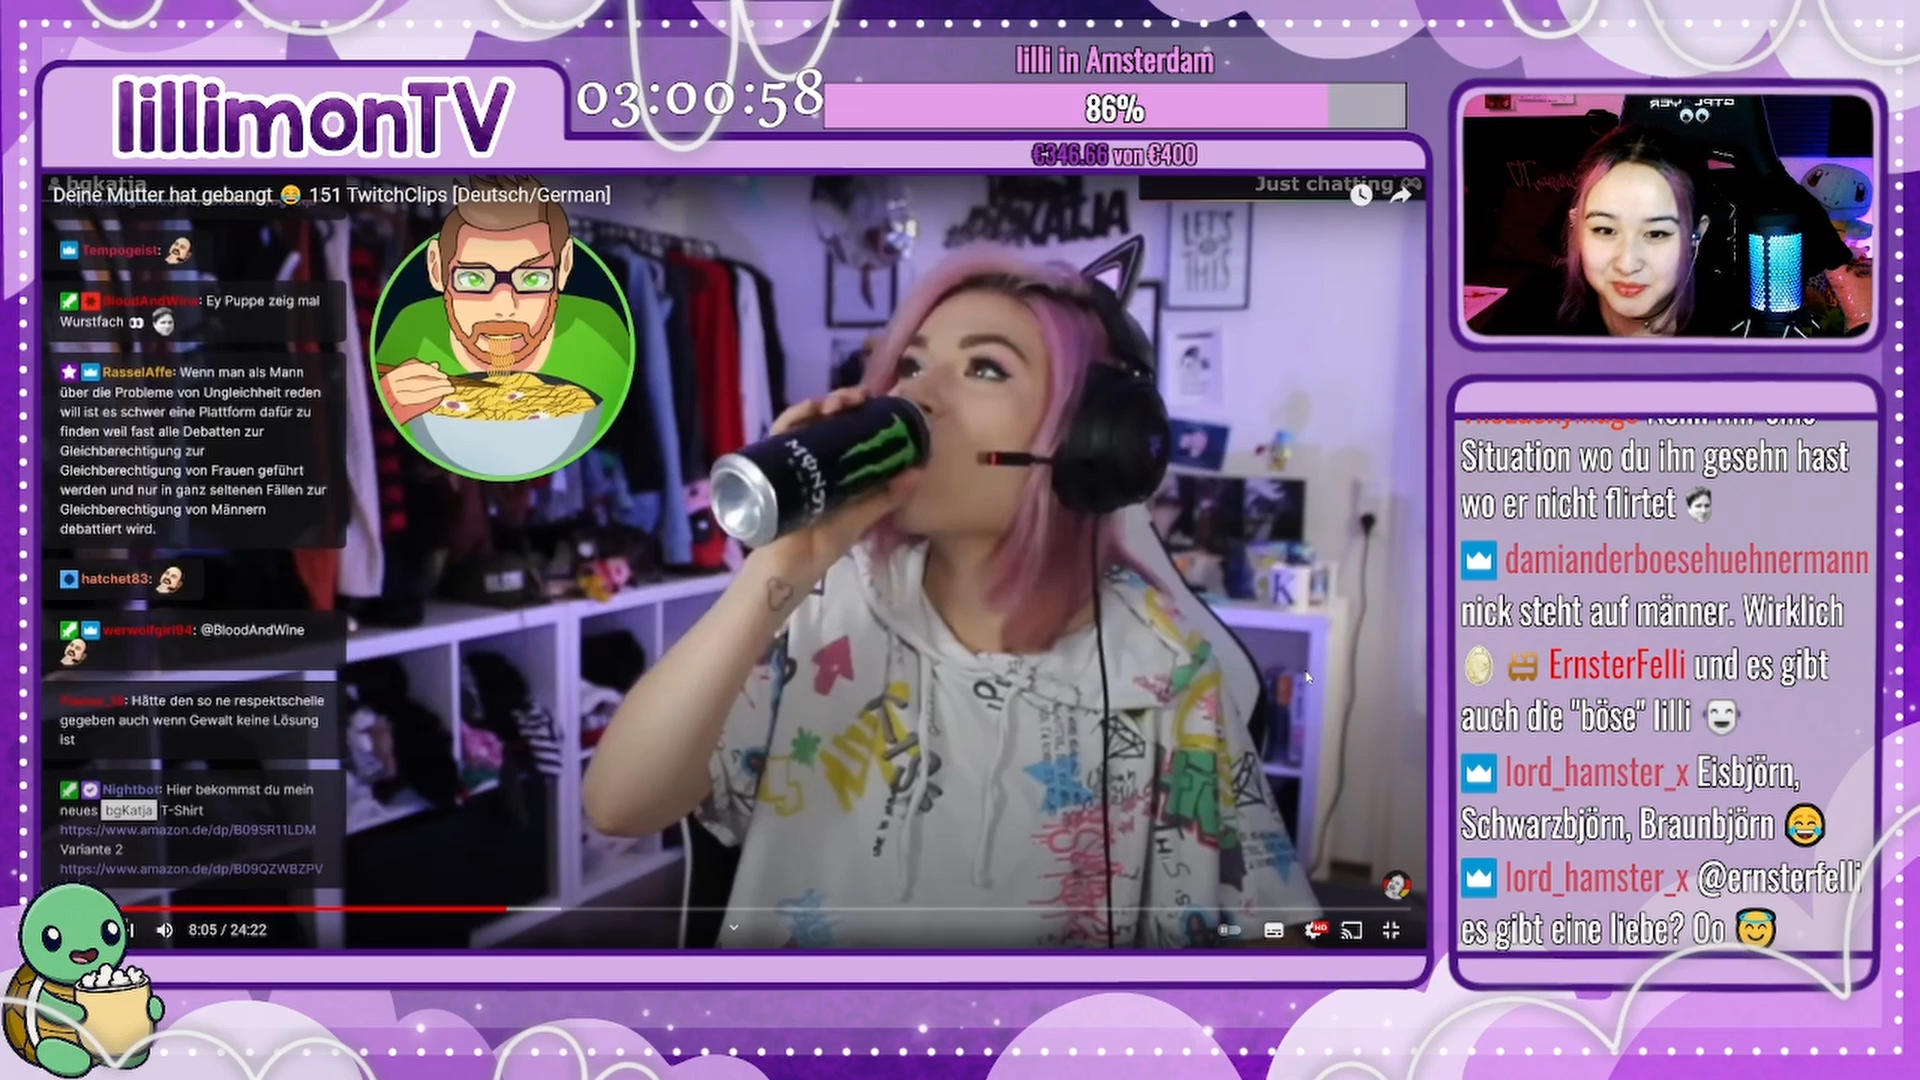 lillimonTV
03:00:58
lilli in Amsterdam
86%
€346.66 von €400
bgkatja
Deine Mutter hat gebangt 😂 151 TwitchClips [Deutsch/German]
Just chatting
Tempogeist:
BloodAndWine: Ey Puppe zeig mal
Wurstfach
RasselAffe: Wenn man als Mann
über die Probleme von Ungleichheit reden
will ist es schwer eine Plattform dafür zu
finden weil fast alle Debatten zur
Gleichberechtigung zur
Gleichberechtigung von Frauen geführt
werden und nur in ganz seltenen Fällen zur
Gleichberechtigung von Männern
debattiert wird.
hatchet83:
werwolfgirl94: @BloodAndWine
Hätte den so ne respektschelle
gegeben auch wenn Gewalt keine Lösung
ist
Nightbot: Hier bekommst du mein
neues bgKatja T-Shirt
https://www.amazon.de/dp/B09SR11LDM
Variante 2
https://www.amazon.de/dp/B09QZWBZPV
8:05 / 24:22
HD
LET'S
THIS
KATJA
K
Situation wo du ihn gesehn hast
wo er nicht flirtet
damianderboesehuehnermann
nick steht auf männer. Wirklich
ErnsterFelli und es gibt
auch die "böse" lilli
lord_hamster_x Eisbjörn,
Schwarzbjörn, Braunbjörn 😂
lord_hamster_x @ernsterfelli
es gibt eine liebe? Oo 😇